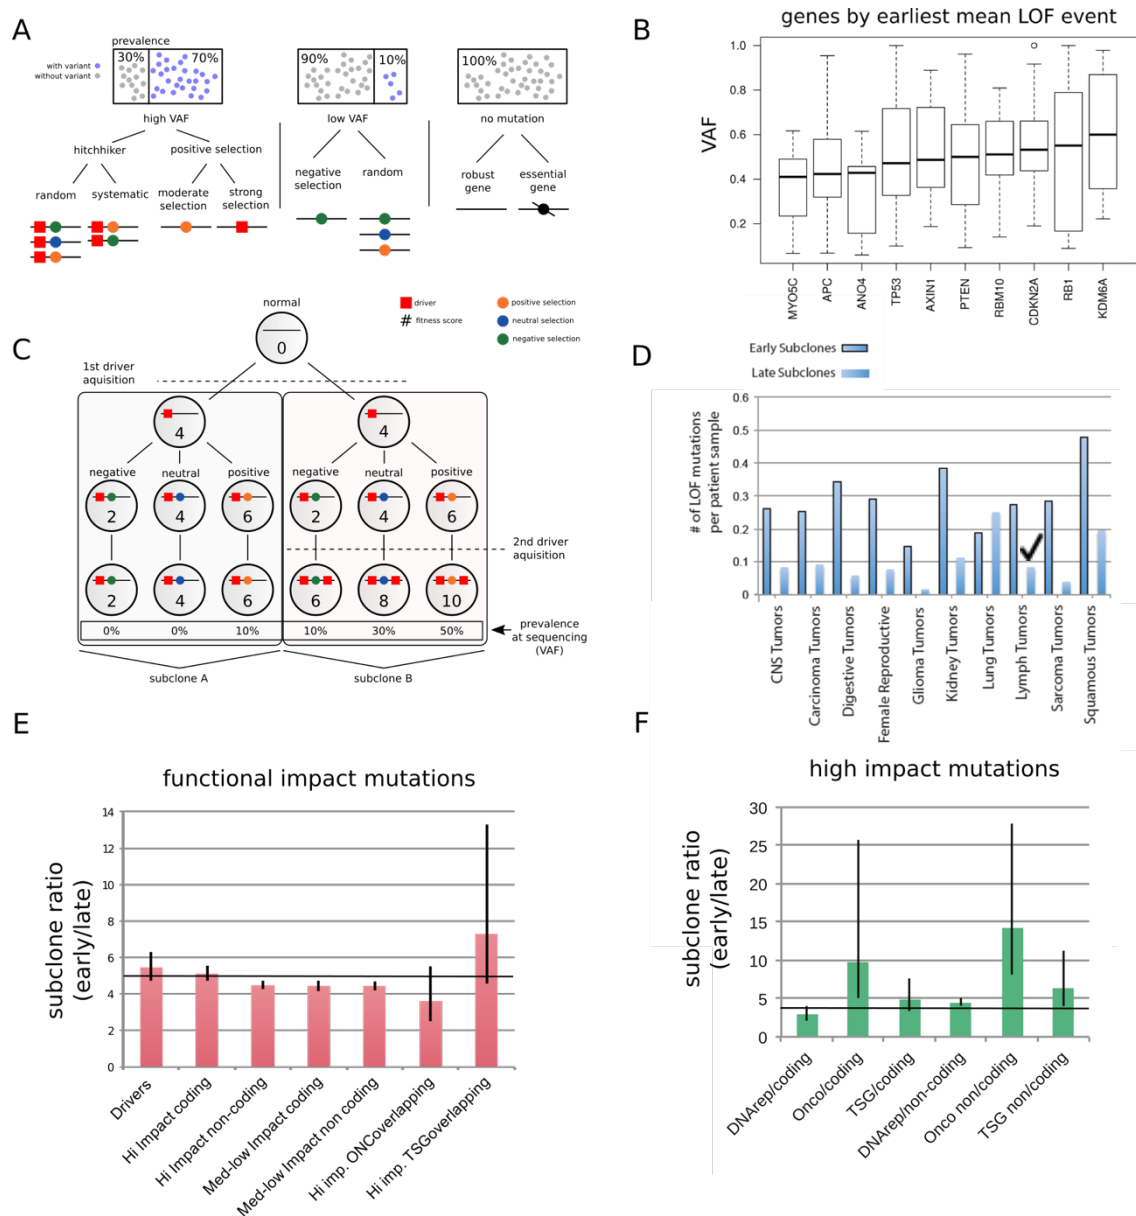 A
prevalence
with variant
without variant
30% 70%
90% 10%
100%
high VAF
low VAF
no mutation
hitchhiker
positive selection
random
systematic
moderate
selection
strong
selection
negative
selection
random
robust
gene
essential
gene
B
genes by earliest mean LOF event
VAF
1.0
0.8
0.6
0.4
0.2
MYO5C
APC
ANO4
TP53
AXIN1
PTEN
RBM10
CDKN2A
RB1
KDM6A
C
normal
0
driver
# fitness score
positive selection
neutral selection
negative selection
1st driver
aquisition
4
4
negative
neutral
positive
negative
neutral
positive
2
4
6
2
4
6
2nd driver
aquisition
2
4
6
6
8
10
0%
0%
10%
10%
30%
50%
prevalence
at sequencing
(VAF)
subclone A
subclone B
D
Early Subclones
Late Subclones
# of LOF mutations
per patient sample
0.6
0.5
0.4
0.3
0.2
0.1
0
CNS Tumors
Carcinoma Tumors
Digestive Tumors
Female Reproductive
Glioma Tumors
Kidney Tumors
Lung Tumors
Lymph Tumors
Sarcoma Tumors
Squamous Tumors
E
functional impact mutations
subclone ratio
(early/late)
14
12
10
8
6
4
2
0
Drivers
Hi Impact coding
Hi Impact non-coding
Med-low Impact coding
Med-low Impact non coding
Hi imp. ONCoverlapping
Hi imp. TSGoverlapping
F
high impact mutations
subclone ratio
(early/late)
30
25
20
15
10
5
0
DNArep/coding
Onco/coding
TSG/coding
DNArep/non-coding
Onco non/coding
TSG non/coding